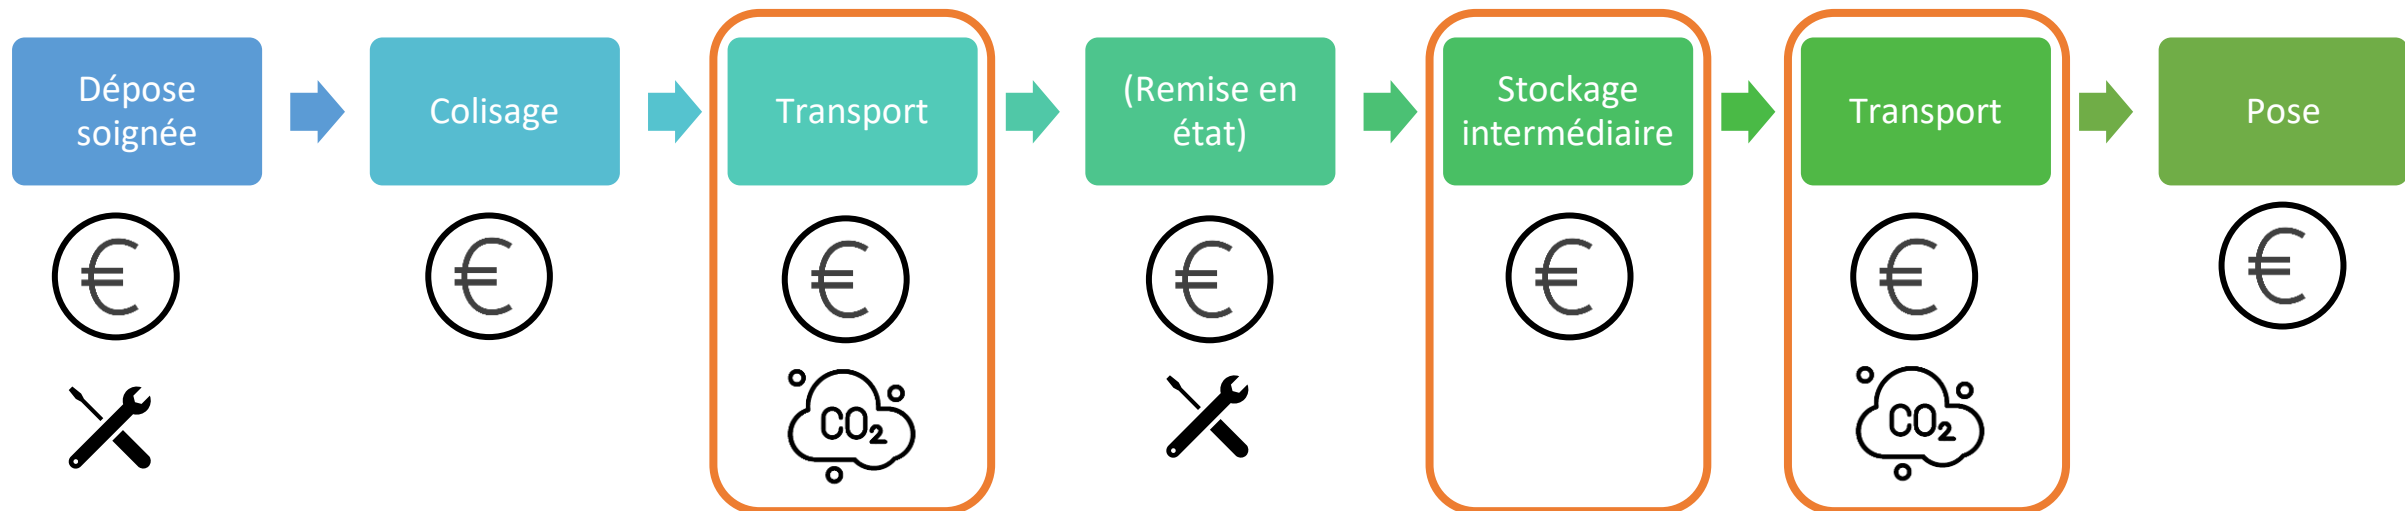 Dépose
soignée
Colisage
Transport
(Remise en
état)
Stockage
intermédiaire
Transport
Pose
€
€
€
€
€
€
€
CO₂
CO₂